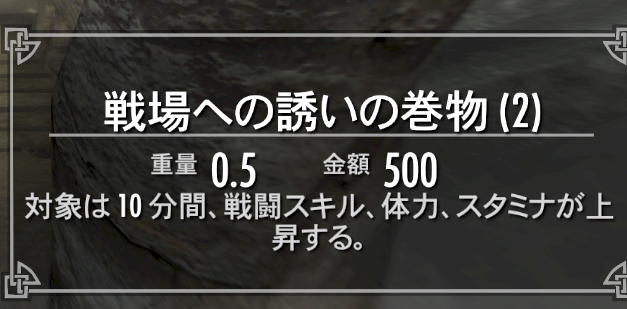 戦場への誘いの巻物 (2)
重量 0.5 金額 500
対象は 10 分間、戦闘スキル、体力、スタミナが上
昇する。